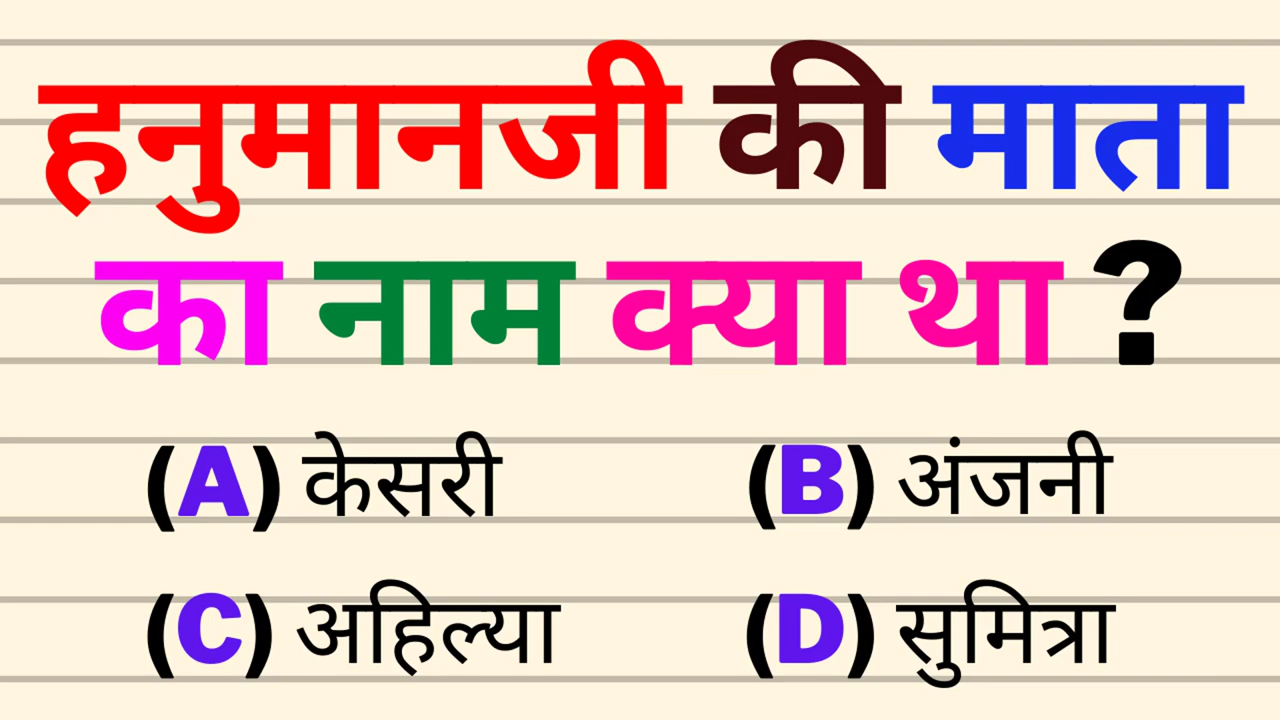 हनुमानजी की माता
का नाम क्या था ?
(A) केसरी (B) अंजनी
(C) अहिल्या (D) सुमित्रा